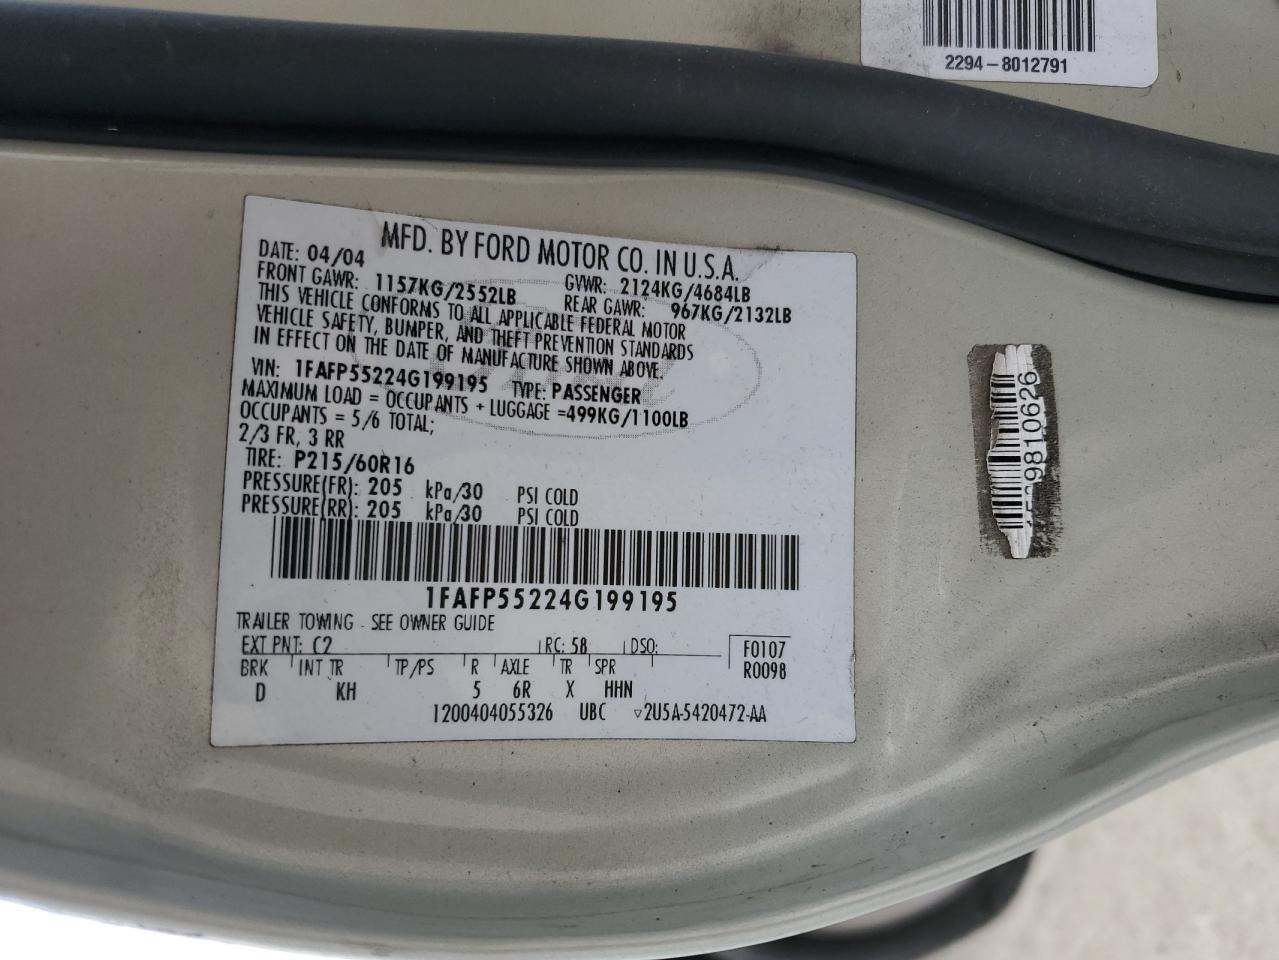 2294-8012791
MFD. BY FORD MOTOR CO. IN U.S.A.
DATE: 04/04 GVWR: 2124KG/4684LB
FRONT GAWR: 1157KG/2552LB REAR GAWR: 967KG/2132LB
THIS VEHICLE CONFORMS TO ALL APPLICABLE FEDERAL MOTOR
VEHICLE SAFETY, BUMPER, AND THEFT PREVENTION STANDARDS
IN EFFECT ON THE DATE OF MANUFACTURE SHOWN ABOVE.
VIN: 1FAFP55224G199195 TYPE: PASSENGER
MAXIMUM LOAD = OCCUPANTS + LUGGAGE =499KG/1100LB
OCCUPANTS = 5/6 TOTAL;
2/3 FR, 3 RR
TIRE: P215/60R16
PRESSURE(FR): 205 kPa/30 PSI COLD
PRESSURE(RR): 205 kPa/30 PSI COLD
1FAFP55224G199195
TRAILER TOWING - SEE OWNER GUIDE
EXT PNT: C2 RC: 58 DSO: F0107
BRK INT TR TP/PS R AXLE TR SPR R0098
D KH 5 6R X HHN
1200404055326 UBC ▽2U5A-5420472-AA
9810626